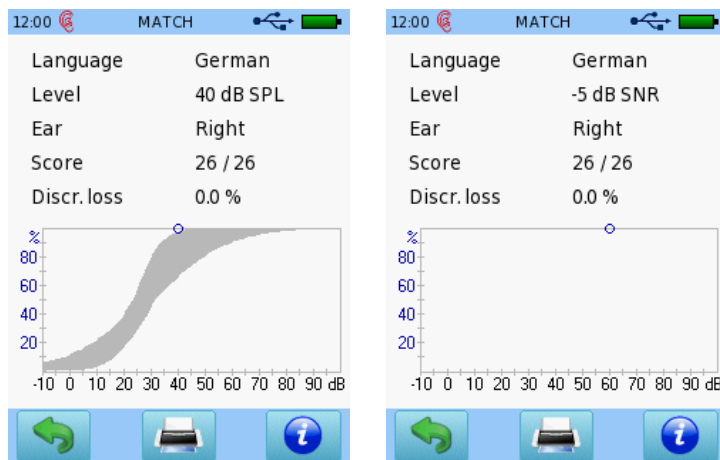 12:00 MATCH
Language German
Level 40 dB SPL
Ear Right
Score 26 / 26
Discr. loss 0.0 %
%
80
60
40
20
-10 0 10 20 30 40 50 60 70 80 90 dB
12:00 MATCH
Language German
Level -5 dB SNR
Ear Right
Score 26 / 26
Discr. loss 0.0 %
%
80
60
40
20
-10 0 10 20 30 40 50 60 70 80 90 dB